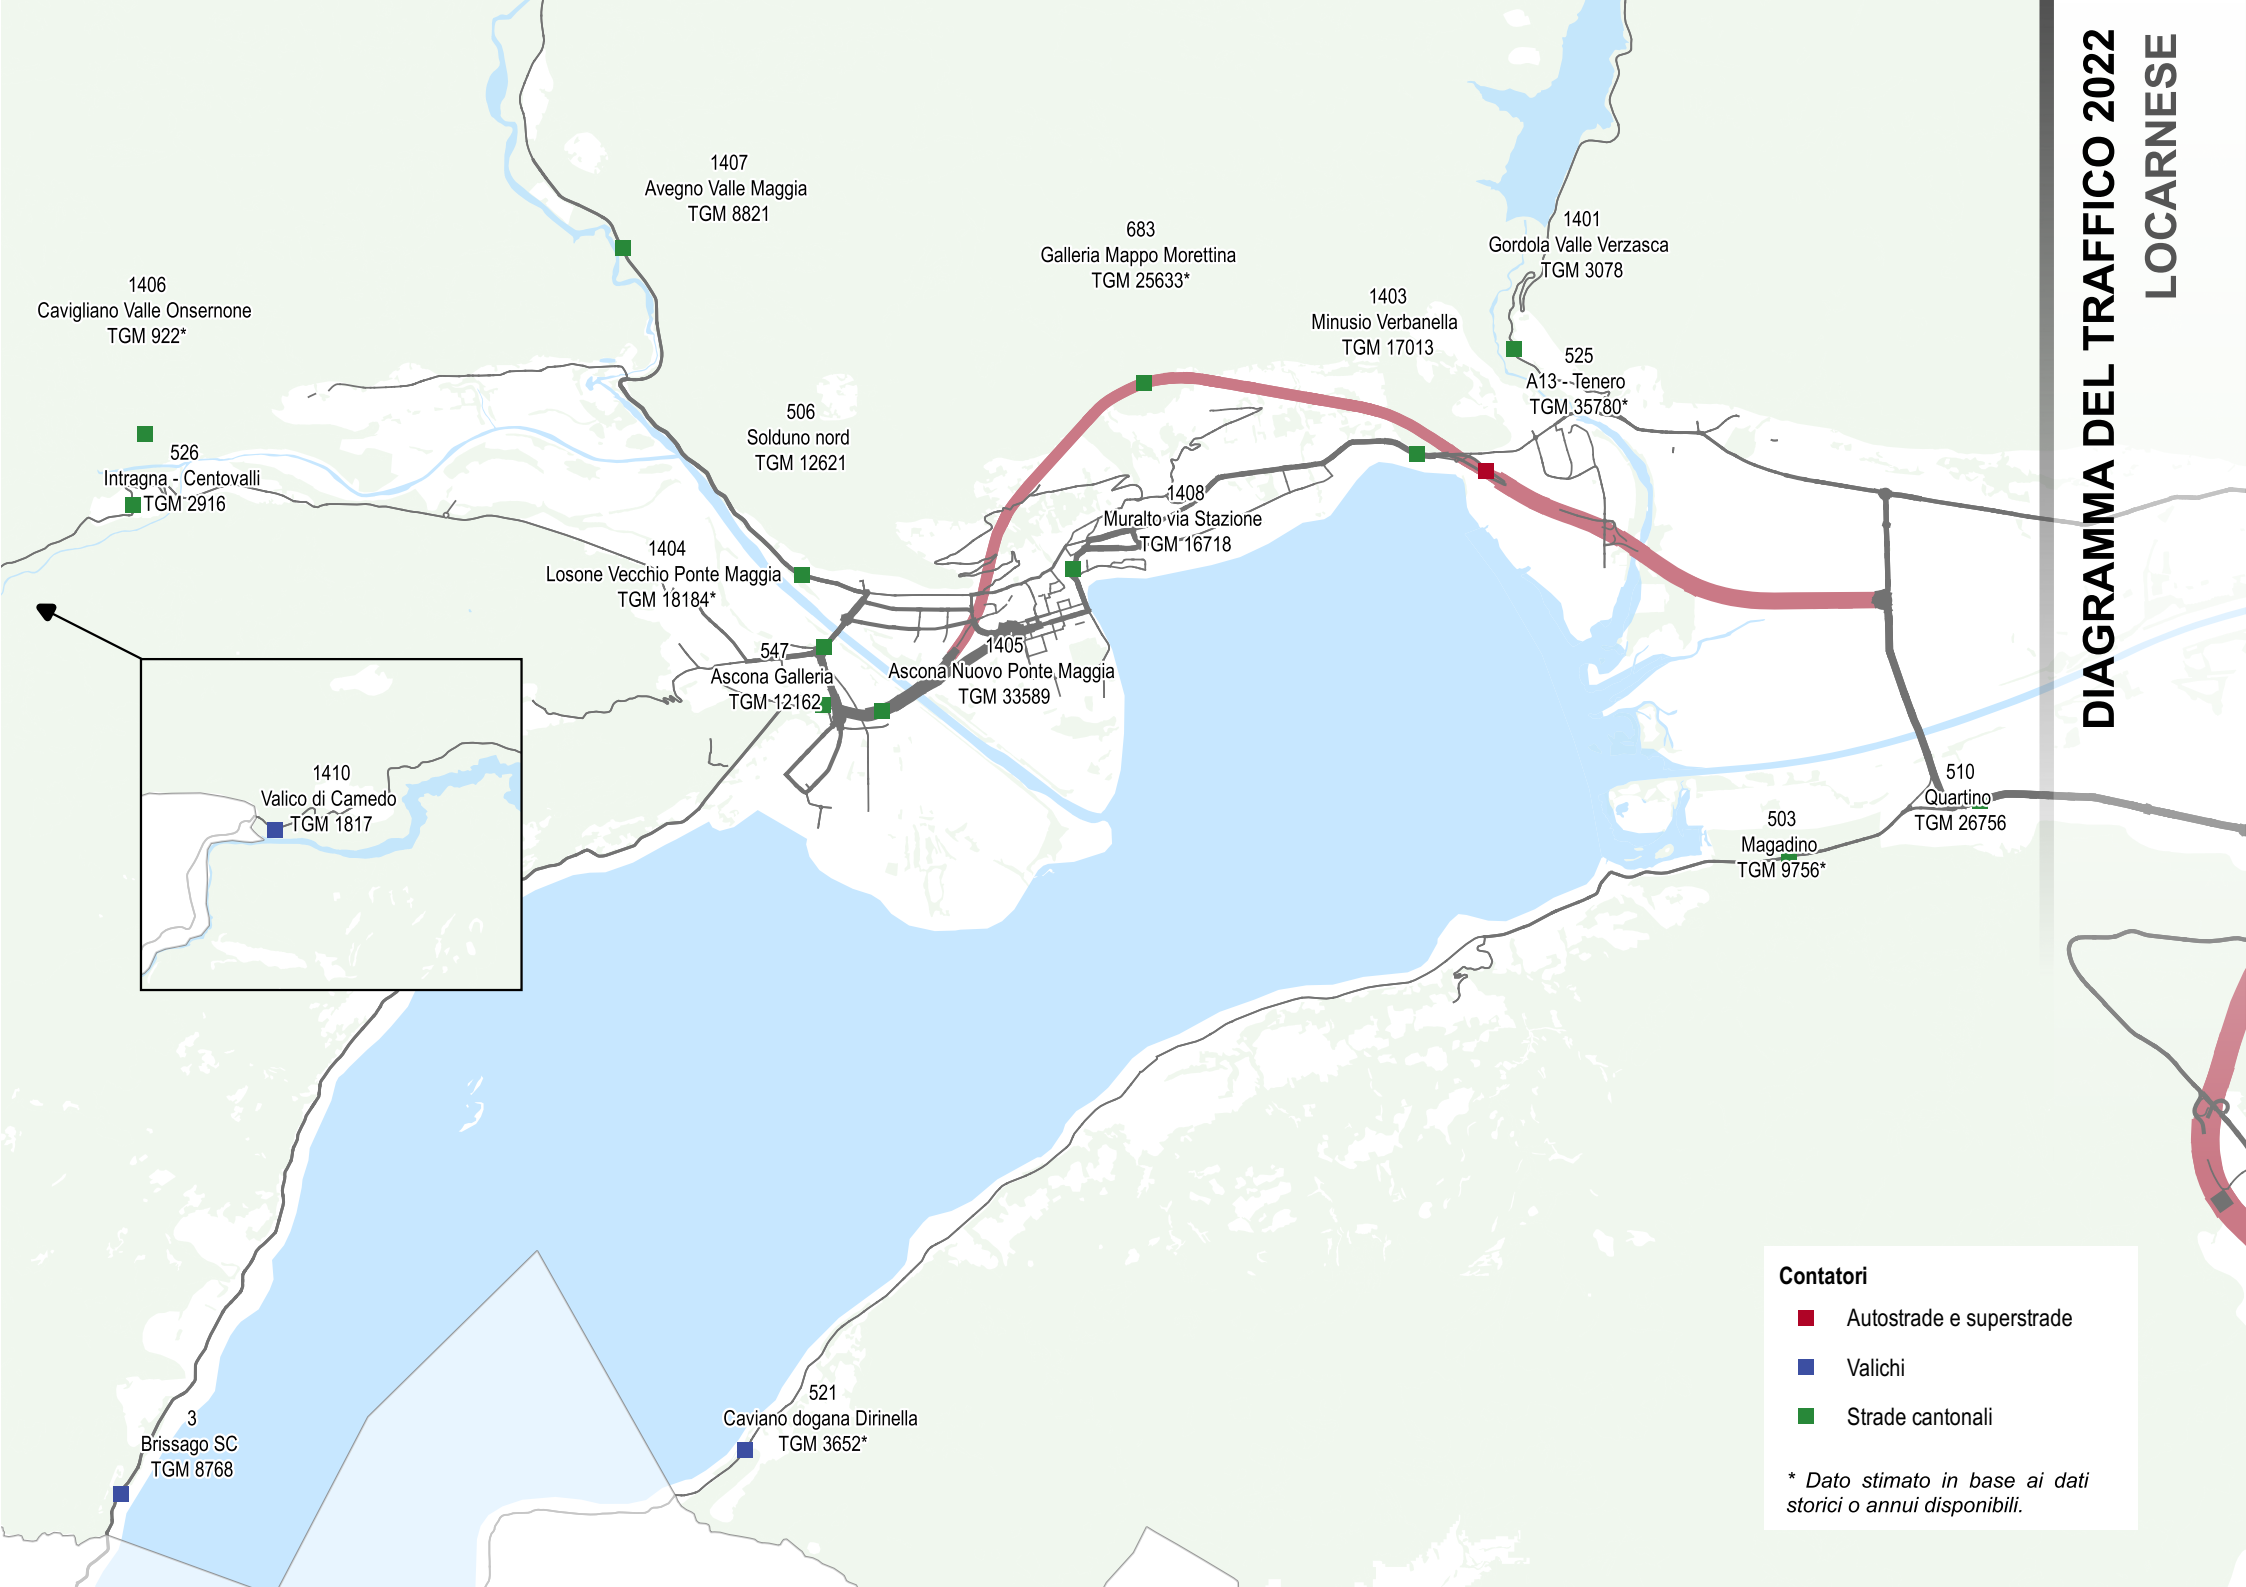 DIAGRAMMA DEL TRAFFICO 2022
LOCARNESE
1407
Avegno Valle Maggia
TGM 8821
683
Galleria Mappo Morettina
TGM 25633*
1401
Gordola Valle Verzasca
TGM 3078
1406
Cavigliano Valle Onsernone
TGM 922*
1403
Minusio Verbanella
TGM 17013
525
A13 - Tenero
TGM 35780*
506
Solduno nord
TGM 12621
526
Intragna - Centovalli
TGM 2916
1408
Muralto via Stazione
TGM 16718
1404
Losone Vecchio Ponte Maggia
TGM 18184*
547
Ascona Galleria
TGM 12162
1405
Ascona Nuovo Ponte Maggia
TGM 33589
1410
Valico di Camedo
TGM 1817
510
Quartino
TGM 26756
503
Magadino
TGM 9756*
521
Caviano dogana Dirinella
TGM 3652*
3
Brissago SC
TGM 8768
Contatori
Autostrade e superstrade
Valichi
Strade cantonali
* Dato stimato in base ai dati
storici o annui disponibili.